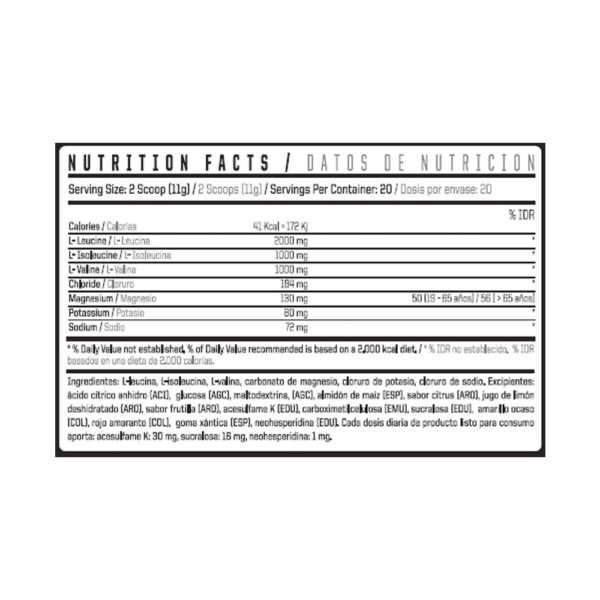 NUTRITION FACTS / DATOS DE NUTRICION
Serving Size: 2 Scoop (11g) / 2 Scoops (11g) / Servings Per Container: 20 / Dosis por envase: 20
% IDR
Calories / Calorías 41 Kcal = 172 Kj
L- Leucine / L- Leucina 2000 mg *
L- Isoleucine / L- Isoleucina 1000 mg *
L- Valine / L- Valina 1000 mg *
Chloride / Cloruro 184 mg *
Magnesium / Magnesio 130 mg 50 (19 - 65 años) / 56 ( > 65 años)
Potassium / Potasio 80 mg *
Sodium / Sodio 72 mg *
* % Daily Value not established, % of Daily Value recommended is based on a 2,000 kcal diet. / * % IDR no establecido, % IDR
basados en una dieta de 2.000 calorías.
Ingredientes: L-leucina, L-isoleucina, L-valina, carbonato de magnesio, cloruro de potasio, cloruro de sodio. Excipientes:
ácido cítrico anhidro (ACI), glucosa (AGC), maltodextrina, (AGC), almidón de maíz (ESP), sabor citrus (ARO), jugo de limón
deshidratado (ARO), sabor frutilla (ARO), acesulfame K (EDU), carboximetilcelulosa (EMU), sucralosa (EDU), amarillo ocaso
(COL), rojo amaranto (COL), goma xántica (ESP), neohesperidina (EDU). Cada dosis diaria de producto listo para consumo
aporta: acesulfame K: 30 mg, sucralosa: 16 mg, neohesperidina: 1 mg.